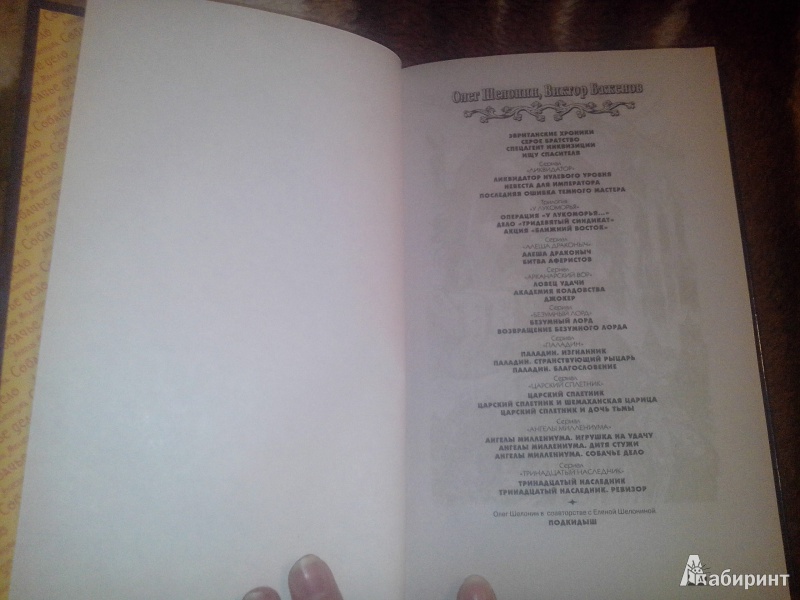 Олег Шелонин, Виктор Баженов
ЭВРИТАНСКИЕ ХРОНИКИ
СЕРОЕ БРАТСТВО
СПЕЦАГЕНТ ИНКВИЗИЦИИ
ИЩУ СПАСИТЕЛЯ
Серия
«ЛИКВИДАТОР»
ЛИКВИДАТОР НУЛЕВОГО УРОВНЯ
НЕВЕСТА ДЛЯ ИМПЕРАТОРА
ПОСЛЕДНЯЯ ОШИБКА ТЕМНОГО МАСТЕРА
Трилогия
«У ЛУКОМОРЬЯ»
ОПЕРАЦИЯ «У ЛУКОМОРЬЯ...»
ДЕЛО «ТРИДЕВЯТЫЙ СИНДИКАТ»
АКЦИЯ «БЛИЖНИЙ ВОСТОК»
Серия
«АЛЕША ДРАКОНЫЧ»
АЛЕША ДРАКОНЫЧ
БИТВА АФЕРИСТОВ
Серия
«АРКАНАРСКИЙ ВОР»
ЛОВЕЦ УДАЧИ
АКАДЕМИЯ КОЛДОВСТВА
ДЖОКЕР
Серия
«БЕЗУМНЫЙ ЛОРД»
БЕЗУМНЫЙ ЛОРД
ВОЗВРАЩЕНИЕ БЕЗУМНОГО ЛОРДА
Серия
«ПАЛАДИН»
ПАЛАДИН. ИЗГНАННИК
ПАЛАДИН. СТРАНСТВУЮЩИЙ РЫЦАРЬ
ПАЛАДИН. БЛАГОСЛОВЕНИЕ
Серия
«ЦАРСКИЙ СПЛЕТНИК»
ЦАРСКИЙ СПЛЕТНИК
ЦАРСКИЙ СПЛЕТНИК И ШЕМАХАНСКАЯ ЦАРИЦА
ЦАРСКИЙ СПЛЕТНИК И ДОЧЬ ТЬМЫ
Серия
«АНГЕЛЫ МИЛЛЕНИУМА»
АНГЕЛЫ МИЛЛЕНИУМА. ИГРУШКА НА УДАЧУ
АНГЕЛЫ МИЛЛЕНИУМА. ДИТЯ СТУЖИ
АНГЕЛЫ МИЛЛЕНИУМА. СОБАЧЬЕ ДЕЛО
Серия
«ТРИНАДЦАТЫЙ НАСЛЕДНИК»
ТРИНАДЦАТЫЙ НАСЛЕДНИК
ТРИНАДЦАТЫЙ НАСЛЕДНИК. РЕВИЗОР
Олег Шелонин в соавторстве с Еленой Шелониной
ПОДКИДЫШ
Собачье дело
Лабиринт